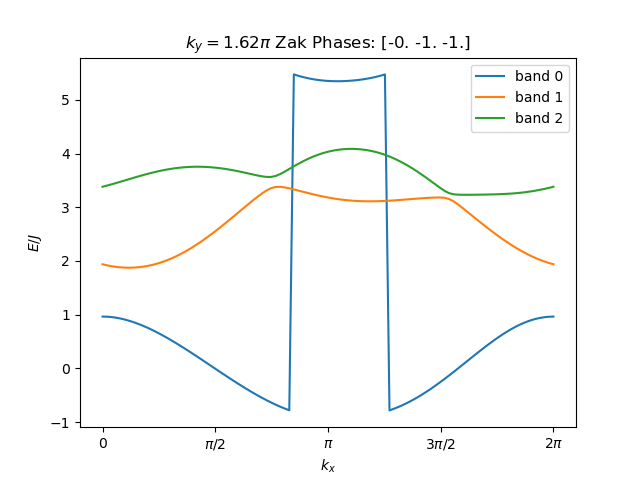 k_y = 1.62π Zak Phases: [-0. -1. -1.]
band 0
band 1
band 2
5
4
3
2
1
0
−1
E/J
0
π/2
π
3π/2
2π
k_x